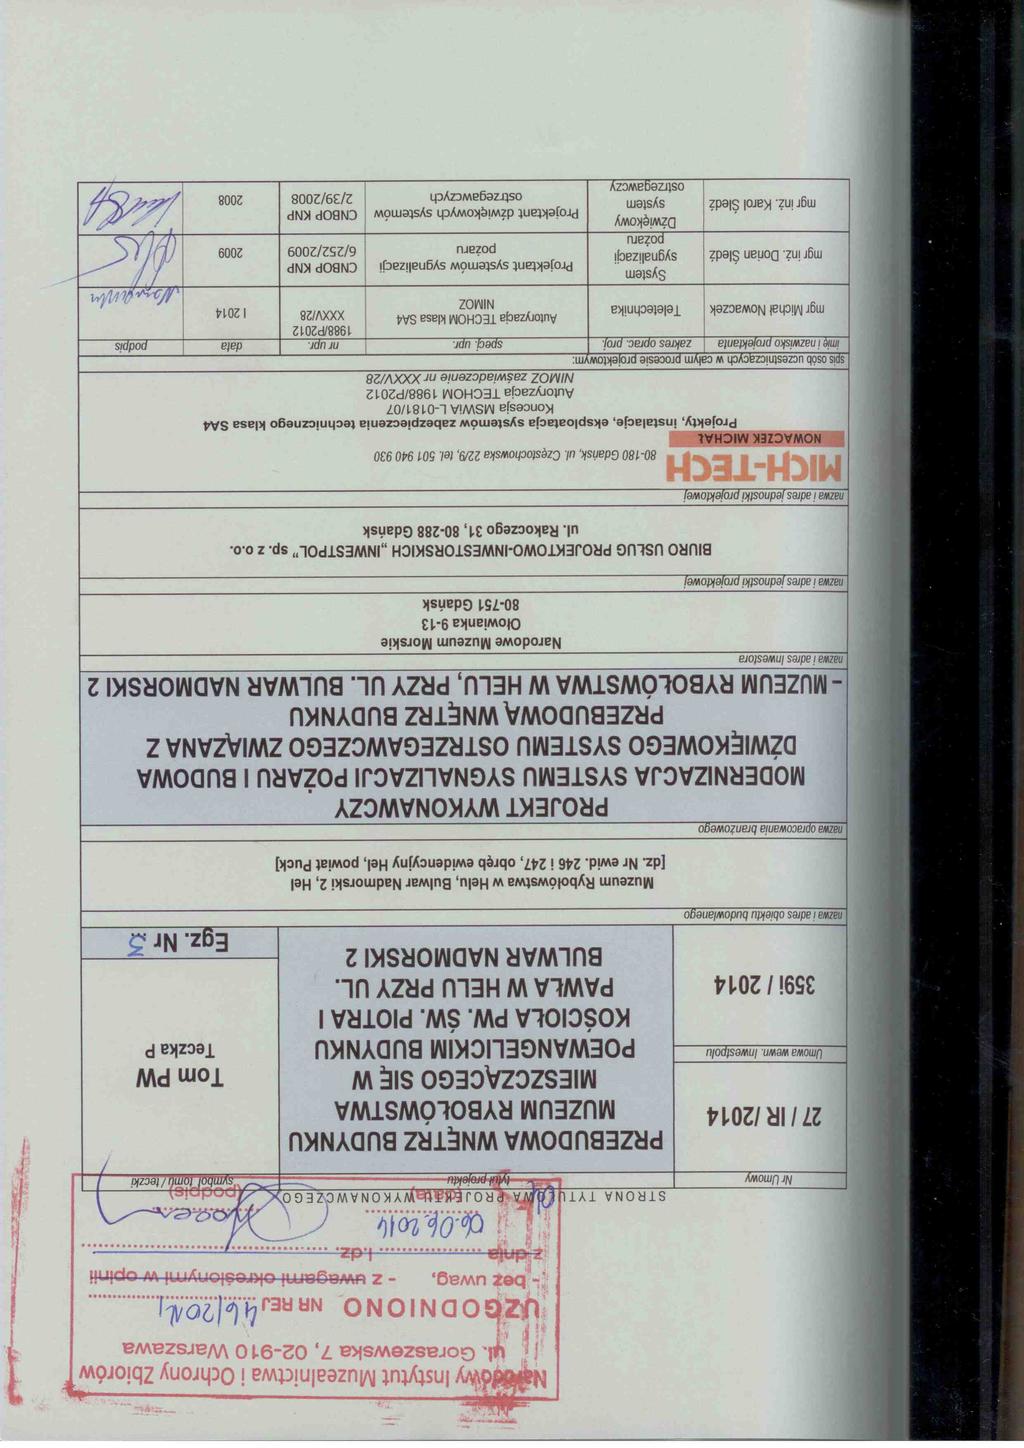 Narodowy Instytut Muzealnictwa i Ochrony Zbiorów
ul. Goraszewska 7, 02-910 Warszawa
UZGODNIONO NR REJ
- bez uwag, - z uwagami określonymi w opinii
z dnia l.dz.
06.06.2014
(data) (podpis)
STRONA TYTUŁOWA PROJEKTU WYKONAWCZEGO
Nr Umowy
tytuł projektu
symbol tomu / teczki
27 / IR /2014
Umowa wewn. Inwestpolu
359i / 2014
PRZEBUDOWA WNĘTRZ BUDYNKU
MUZEUM RYBOŁÓWSTWA
MIESZCZĄCEGO SIĘ W
POEWANGELICKIM BUDYNKU
KOŚCIOŁA PW. ŚW. PIOTRA I
PAWŁA W HELU PRZY UL.
BULWAR NADMORSKI 2
Tom PW
Teczka P
Egz. Nr 3
nazwa i adres obiektu budowlanego
Muzeum Rybołówstwa w Helu, Bulwar Nadmorski 2, Hel
[dz. Nr ewid. 246 i 247, obręb ewidencyjny Hel, powiat Puck]
nazwa opracowania branżowego
PROJEKT WYKONAWCZY
MODERNIZACJA SYSTEMU SYGNALIZACJI POŻARU I BUDOWA
DŹWIĘKOWEGO SYSTEMU OSTRZEGAWCZEGO ZWIĄZANA Z
PRZEBUDOWĄ WNĘTRZ BUDYNKU
- MUZEUM RYBOŁÓWSTWA W HELU, PRZY UL. BULWAR NADMORSKI 2
nazwa i adres Inwestora
Narodowe Muzeum Morskie
Ołowianka 9-13
80-751 Gdańsk
nazwa i adres jednostki projektowej
BIURO USŁUG PROJEKTOWO-INWESTORSKICH „INWESTPOL” sp. z o.o.
ul. Rakoczego 31, 80-288 Gdańsk
nazwa i adres jednostki projektowej
MICH-TECH
NOWACZEK MICHAŁ
80-180 Gdańsk, ul. Częstochowska 22/9, tel. 501 940 930
Projekty, instalacje, eksploatacja systemów zabezpieczenia technicznego klasa SA4
Koncesja MSWiA L-0181/07
Autoryzacja TECHOM 1988/P2012
NIMOZ zaświadczenie nr XXXV/28
spis osób uczestniczących w całym procesie projektowym:
imię i nazwisko projektanta
zakres oprac. proj.
specj. upr.
nr upr.
data
podpis
mgr Michał Nowaczek
Teletechnika
Autoryzacja TECHOM klasa SA4
NIMOZ
1988/P2012
XXXV/28
I 2014
mgr inż. Dorian Śledź
System
sygnalizacji
pożaru
Projektant systemów sygnalizacji
pożaru
CNBOP KNP
6/252/2009
2009
mgr inż. Karol Śledź
Dźwiękowy
system
ostrzegawczy
Projektant dźwiękowych systemów
ostrzegawczych
CNBOP KNP
2/39/2008
2008